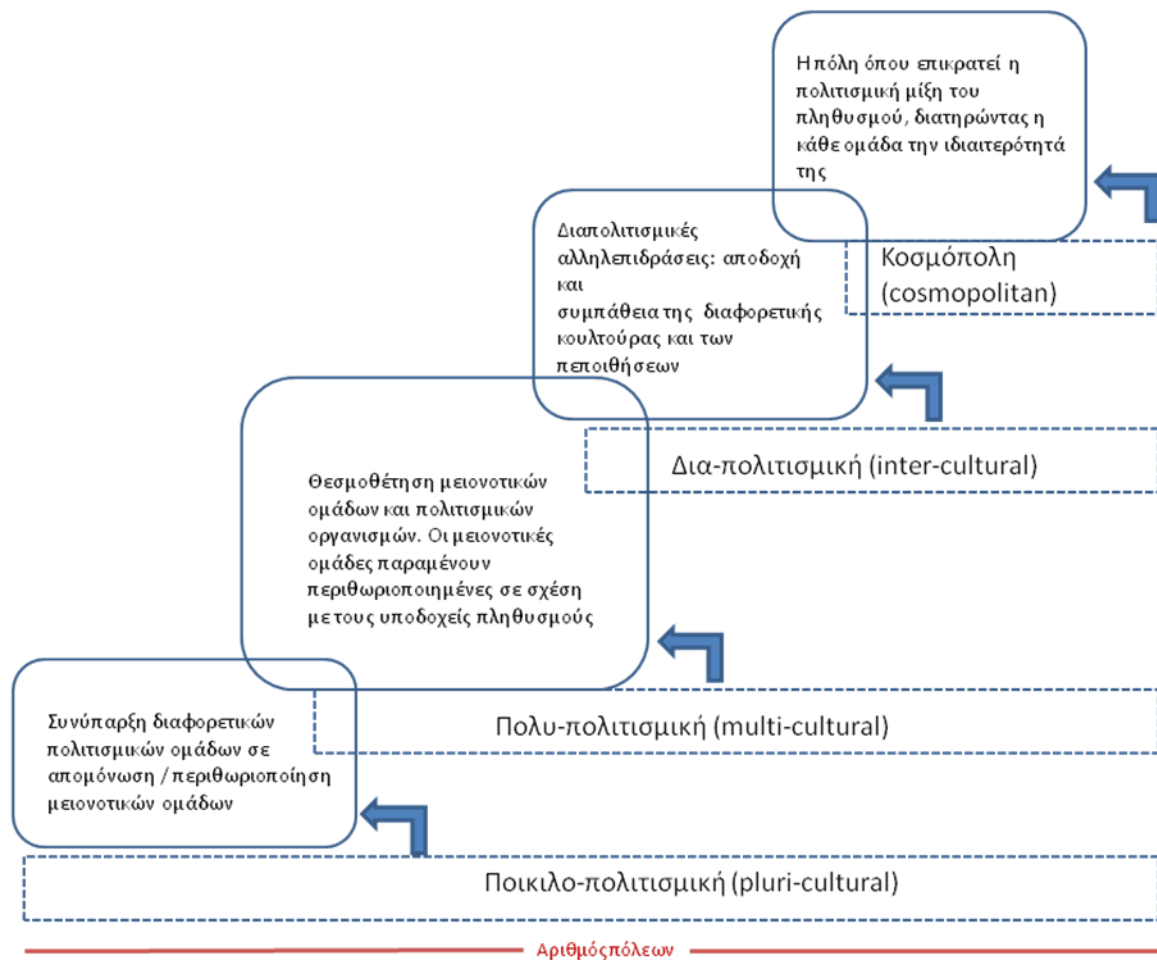 Η πόλη όπου επικρατεί η
πολιτισμική μίξη του
πληθυσμού, διατηρώντας η
κάθε ομάδα την ιδιαιτερότητά
της
Κοσμόπολη
(cosmopolitan)
Διαπολιτισμικές
αλληλεπιδράσεις: αποδοχή
και
συμπάθεια της διαφορετικής
κουλτούρας και των
πεποιθήσεων
Δια-πολιτισμική (inter-cultural)
Θεσμοθέτηση μειονοτικών
ομάδων και πολιτισμικών
οργανισμών. Οι μειονοτικές
ομάδες παραμένουν
περιθωριοποιημένες σε σχέση
με τους υποδοχείς πληθυσμούς
Πολυ-πολιτισμική (multi-cultural)
Συνύπαρξη διαφορετικών
πολιτισμικών ομάδων σε
απομόνωση / περιθωριοποίηση
μειονοτικών ομάδων
Ποικιλο-πολιτισμική (pluri-cultural)
Αριθμός πόλεων